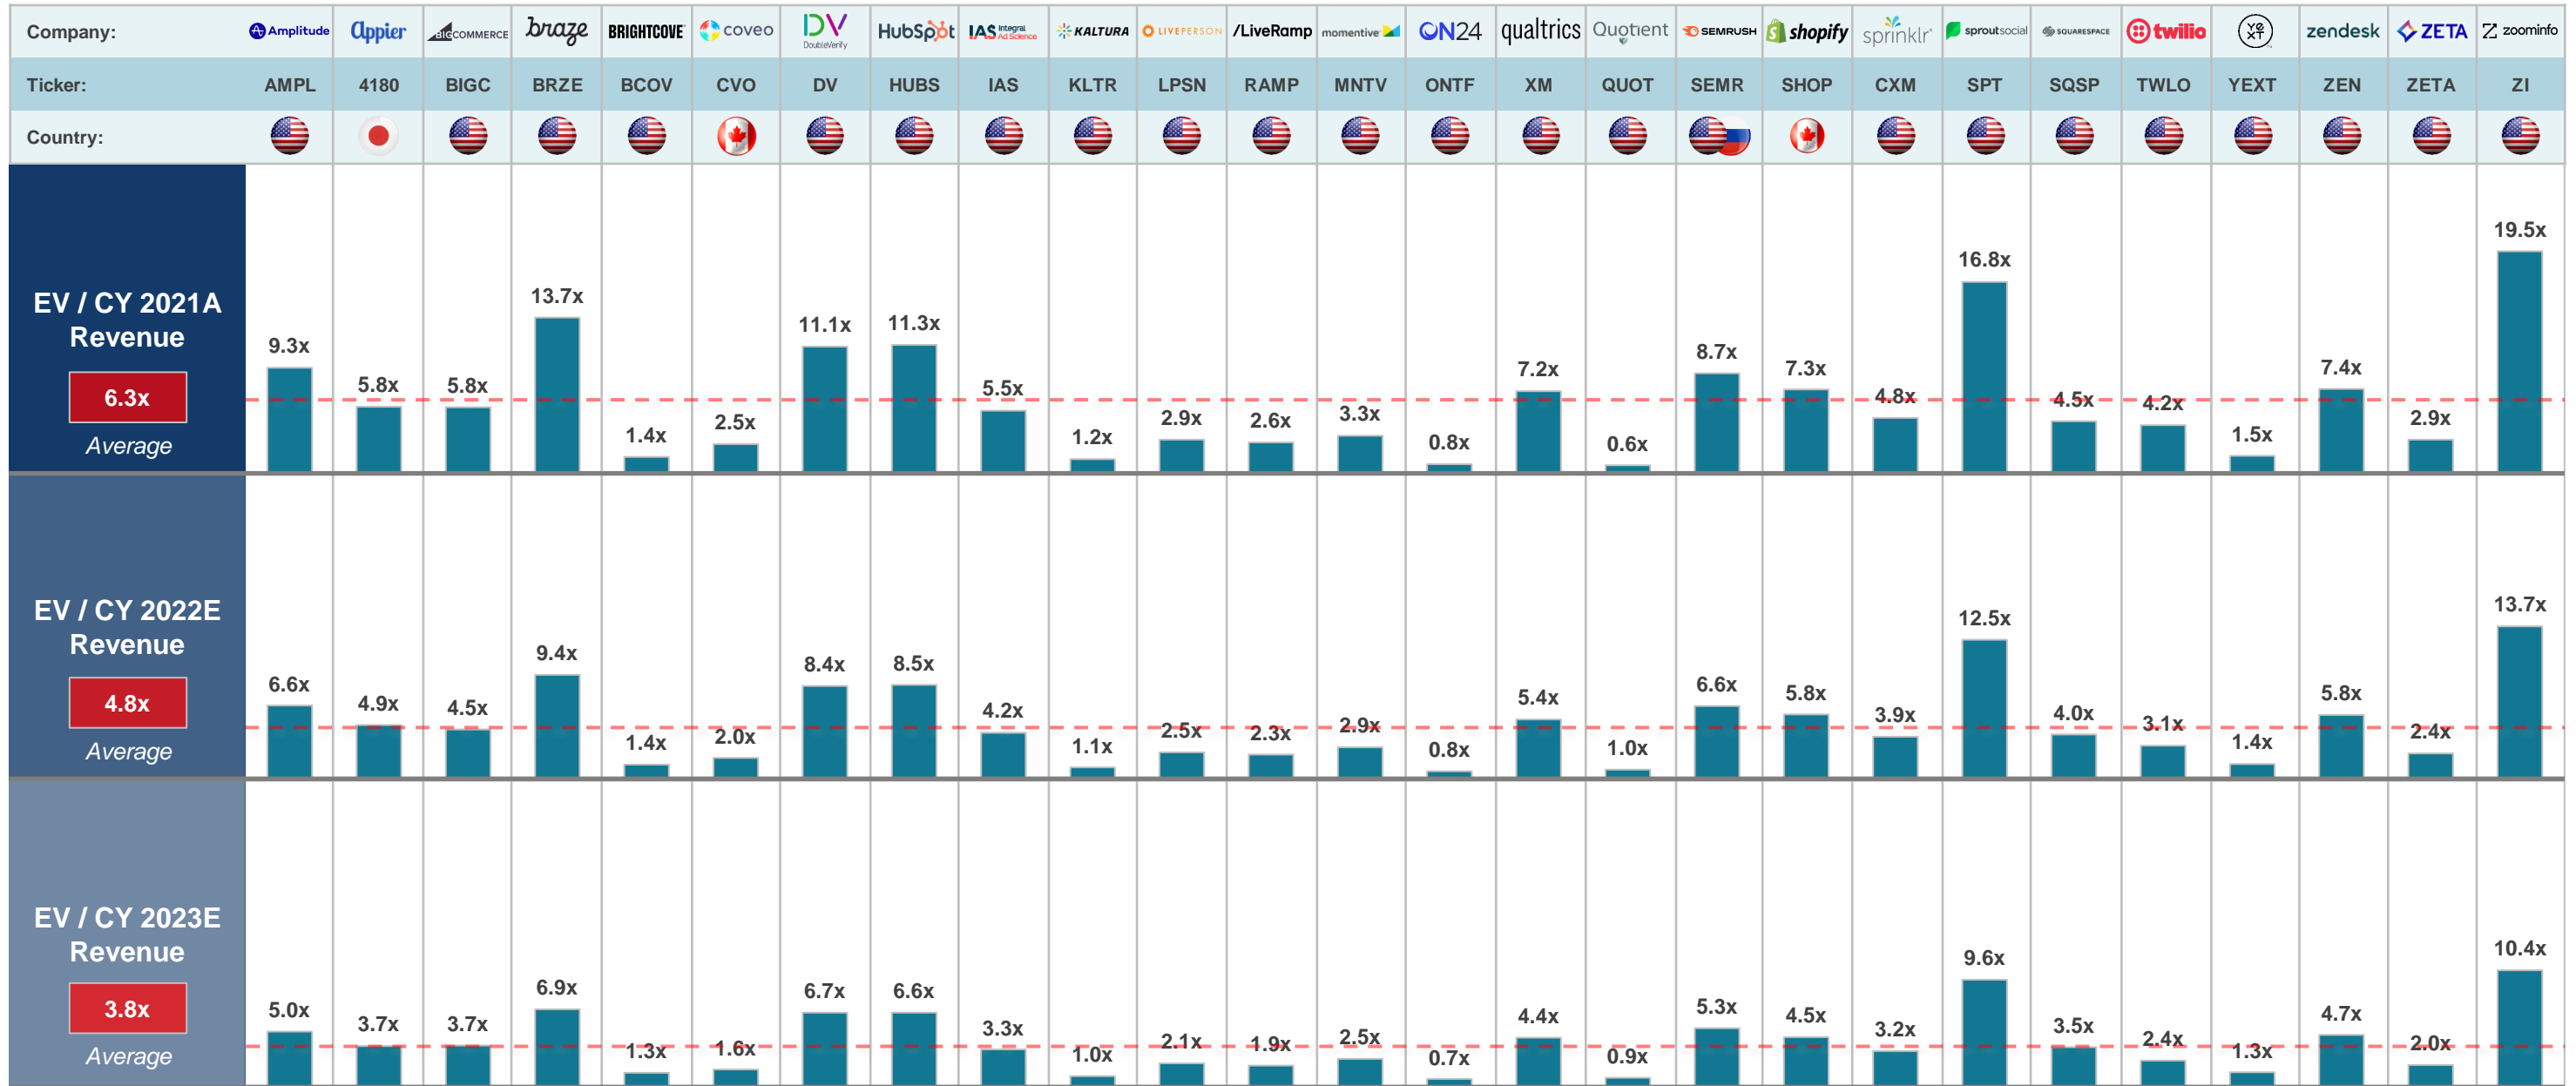 Company: Amplitude Appier BIGCOMMERCE braze BRIGHTCOVE coveo DV DoubleVerify HubSpot IAS Integral Ad Science KALTURA LIVEPERSON /LiveRamp momentive ON24 qualtrics Quotient SEMRUSH shopify sprinklr sproutsocial SQUARESPACE twilio YEXT zendesk ZETA zoominfo
Ticker: AMPL 4180 BIGC BRZE BCOV CVO DV HUBS IAS KLTR LPSN RAMP MNTV ONTF XM QUOT SEMR SHOP CXM SPT SQSP TWLO YEXT ZEN ZETA ZI
Country:
EV / CY 2021A
Revenue
6.3x
Average
9.3x 5.8x 5.8x 13.7x 1.4x 2.5x 11.1x 11.3x 5.5x 1.2x 2.9x 2.6x 3.3x 0.8x 7.2x 0.6x 8.7x 7.3x 4.8x 16.8x 4.5x 4.2x 1.5x 7.4x 2.9x 19.5x
EV / CY 2022E
Revenue
4.8x
Average
6.6x 4.9x 4.5x 9.4x 1.4x 2.0x 8.4x 8.5x 4.2x 1.1x 2.5x 2.3x 2.9x 0.8x 5.4x 1.0x 6.6x 5.8x 3.9x 12.5x 4.0x 3.1x 1.4x 5.8x 2.4x 13.7x
EV / CY 2023E
Revenue
3.8x
Average
5.0x 3.7x 3.7x 6.9x 1.3x 1.6x 6.7x 6.6x 3.3x 1.0x 2.1x 1.9x 2.5x 0.7x 4.4x 0.9x 5.3x 4.5x 3.2x 9.6x 3.5x 2.4x 1.3x 4.7x 2.0x 10.4x